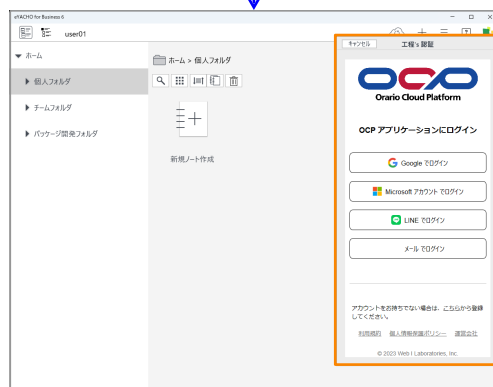 eYACHO for Business 6
user01
ホーム
個人フォルダ
チームフォルダ
パッケージ開発フォルダ
ホーム > 個人フォルダ
新規ノート作成
キャンセル
工程's 認証
Orario Cloud Platform
OCP アプリケーションにログイン
Google でログイン
Microsoft アカウント でログイン
LINE でログイン
メール でログイン
アカウントをお持ちでない場合は、こちらから登録
してください。
利用規約 個人情報保護ポリシー 運営会社
© 2023 Web I Laboratories, Inc.